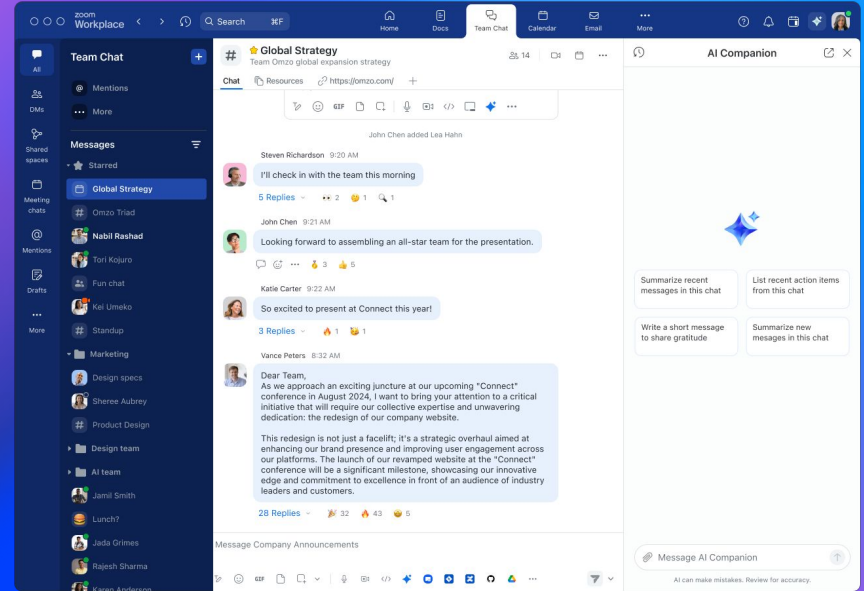 zoom
Workplace
Search ⌘F
Home
Docs
Team Chat
Calendar
Email
More
All
DMs
Shared
spaces
Meeting
chats
Mentions
Drafts
More
Team Chat
Mentions
More
Messages
Starred
Global Strategy
Omzo Triad
Nabil Rashad
Tori Kojuro
Fun chat
Kei Umeko
Standup
Marketing
Design specs
Sheree Aubrey
Product Design
Design team
AI team
Jamil Smith
Lunch?
Jada Grimes
Rajesh Sharma
Karen Anderson
Global Strategy
Team Omzo global expansion strategy
14
Chat
Resources
https://omzo.com/
GIF
John Chen added Lea Hahn
Steven Richardson 9:20 AM
I'll check in with the team this morning
5 Replies 2 1 1
John Chen 9:21 AM
Looking forward to assembling an all-star team for the presentation.
3 5
Katie Carter 9:22 AM
So excited to present at Connect this year!
3 Replies 1 1
Vance Peters 8:32 AM
Dear Team,
As we approach an exciting juncture at our upcoming "Connect"
conference in August 2024, I want to bring your attention to a critical
initiative that will require our collective expertise and unwavering
dedication: the redesign of our company website.
This redesign is not just a facelift; it's a strategic overhaul aimed at
enhancing our brand presence and improving user engagement across
our platforms. The launch of our revamped website at the "Connect"
conference will be a significant milestone, showcasing our innovative
edge and commitment to excellence in front of an audience of industry
leaders and customers.
28 Replies 32 43 5
Message Company Announcements
GIF
AI Companion
Summarize recent
messages in this chat
List recent action items
from this chat
Write a short message
to share gratitude
Summarize new
mesages in this chat
Message AI Companion
AI can make mistakes. Review for accuracy.